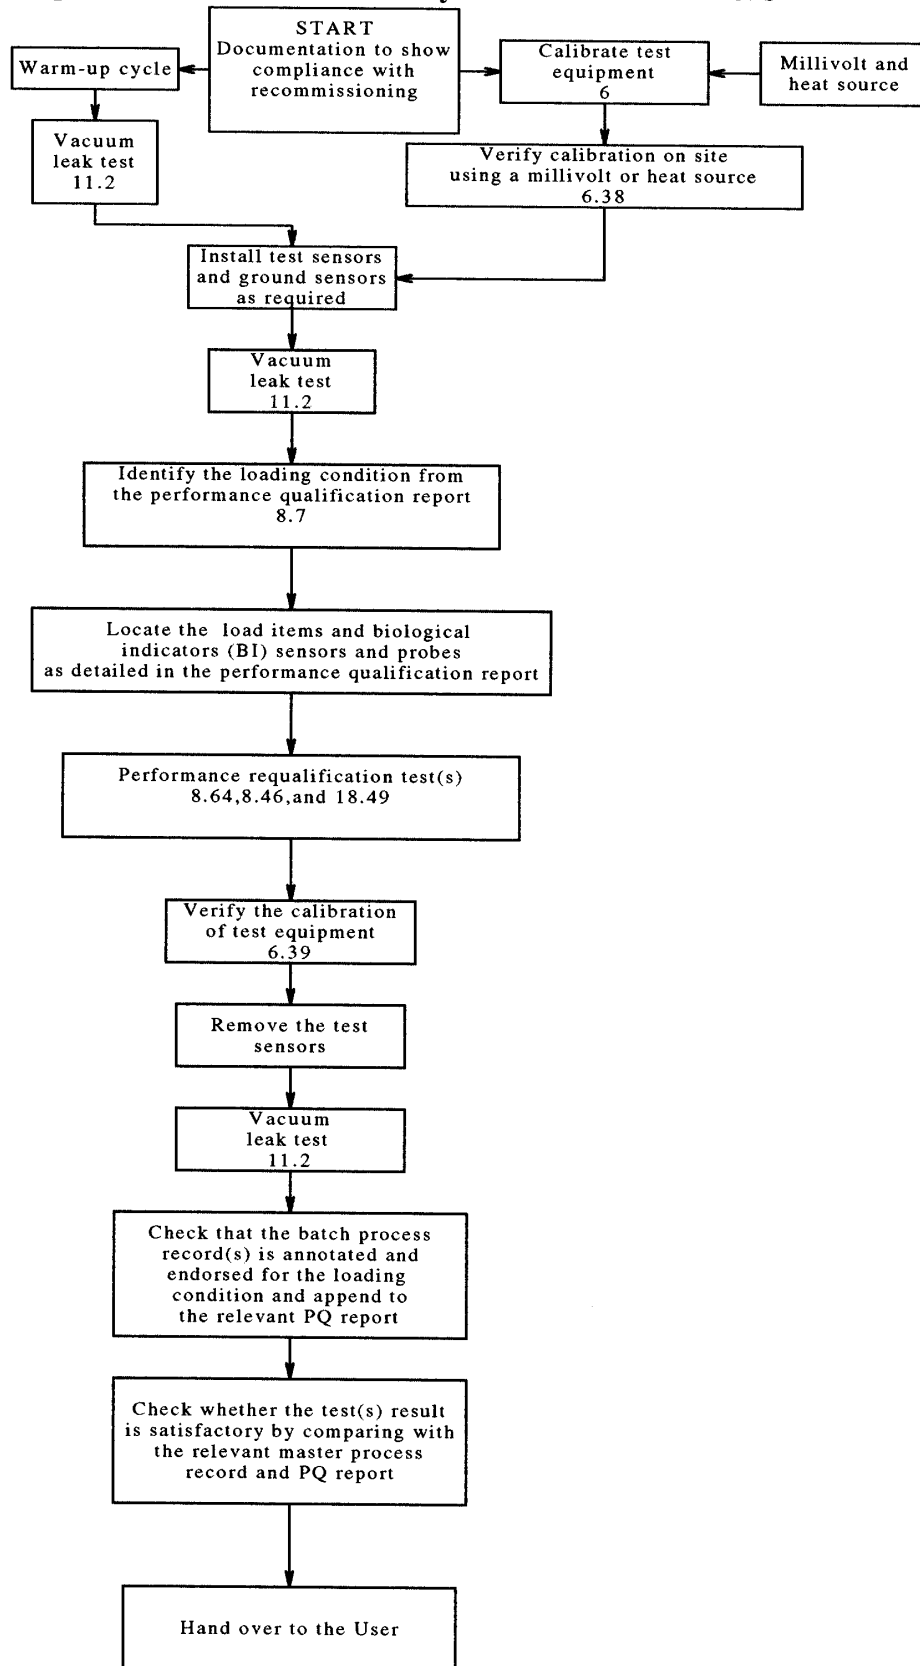 START
Documentation to show
compliance with
recommissioning
Warm-up cycle
Calibrate test
equipment
6
Millivolt and
heat source
Vacuum
leak test
11.2
Verify calibration on site
using a millivolt or heat source
6.38
Install test sensors
and ground sensors
as required
Vacuum
leak test
11.2
Identify the loading condition from
the performance qualification report
8.7
Locate the load items and biological
indicators (BI) sensors and probes
as detailed in the performance qualification report
Performance requalification test(s)
8.64,8.46,and 18.49
Verify the calibration
of test equipment
6.39
Remove the test
sensors
Vacuum
leak test
11.2
Check that the batch process
record(s) is annotated and
endorsed for the loading
condition and append to
the relevant PQ report
Check whether the test(s) result
is satisfactory by comparing with
the relevant master process
record and PQ report
Hand over to the User